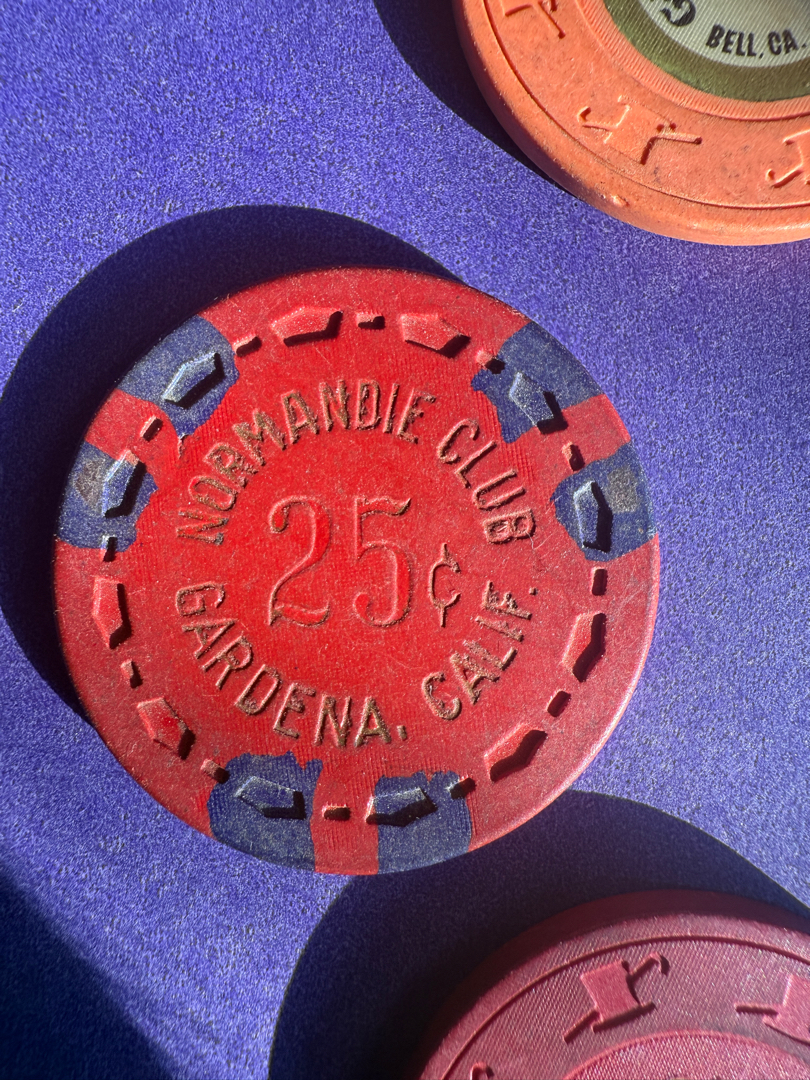 G
BELL, CA.
NORMANDIE CLUB
25¢
GARDENA, CALIF.